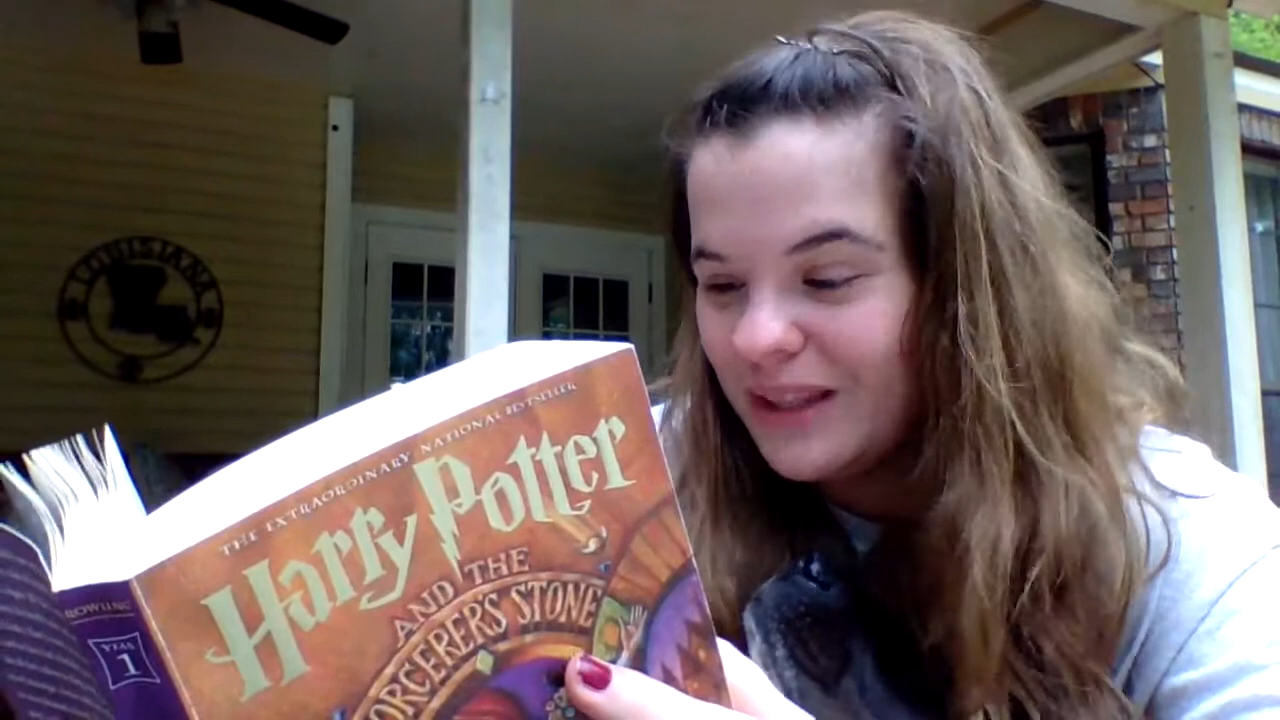 LOUISIANA
THE EXTRAORDINARY NATIONAL BESTSELLER
Harry Potter
AND THE
SORCERER'S STONE
ROWLING
YEAR
1